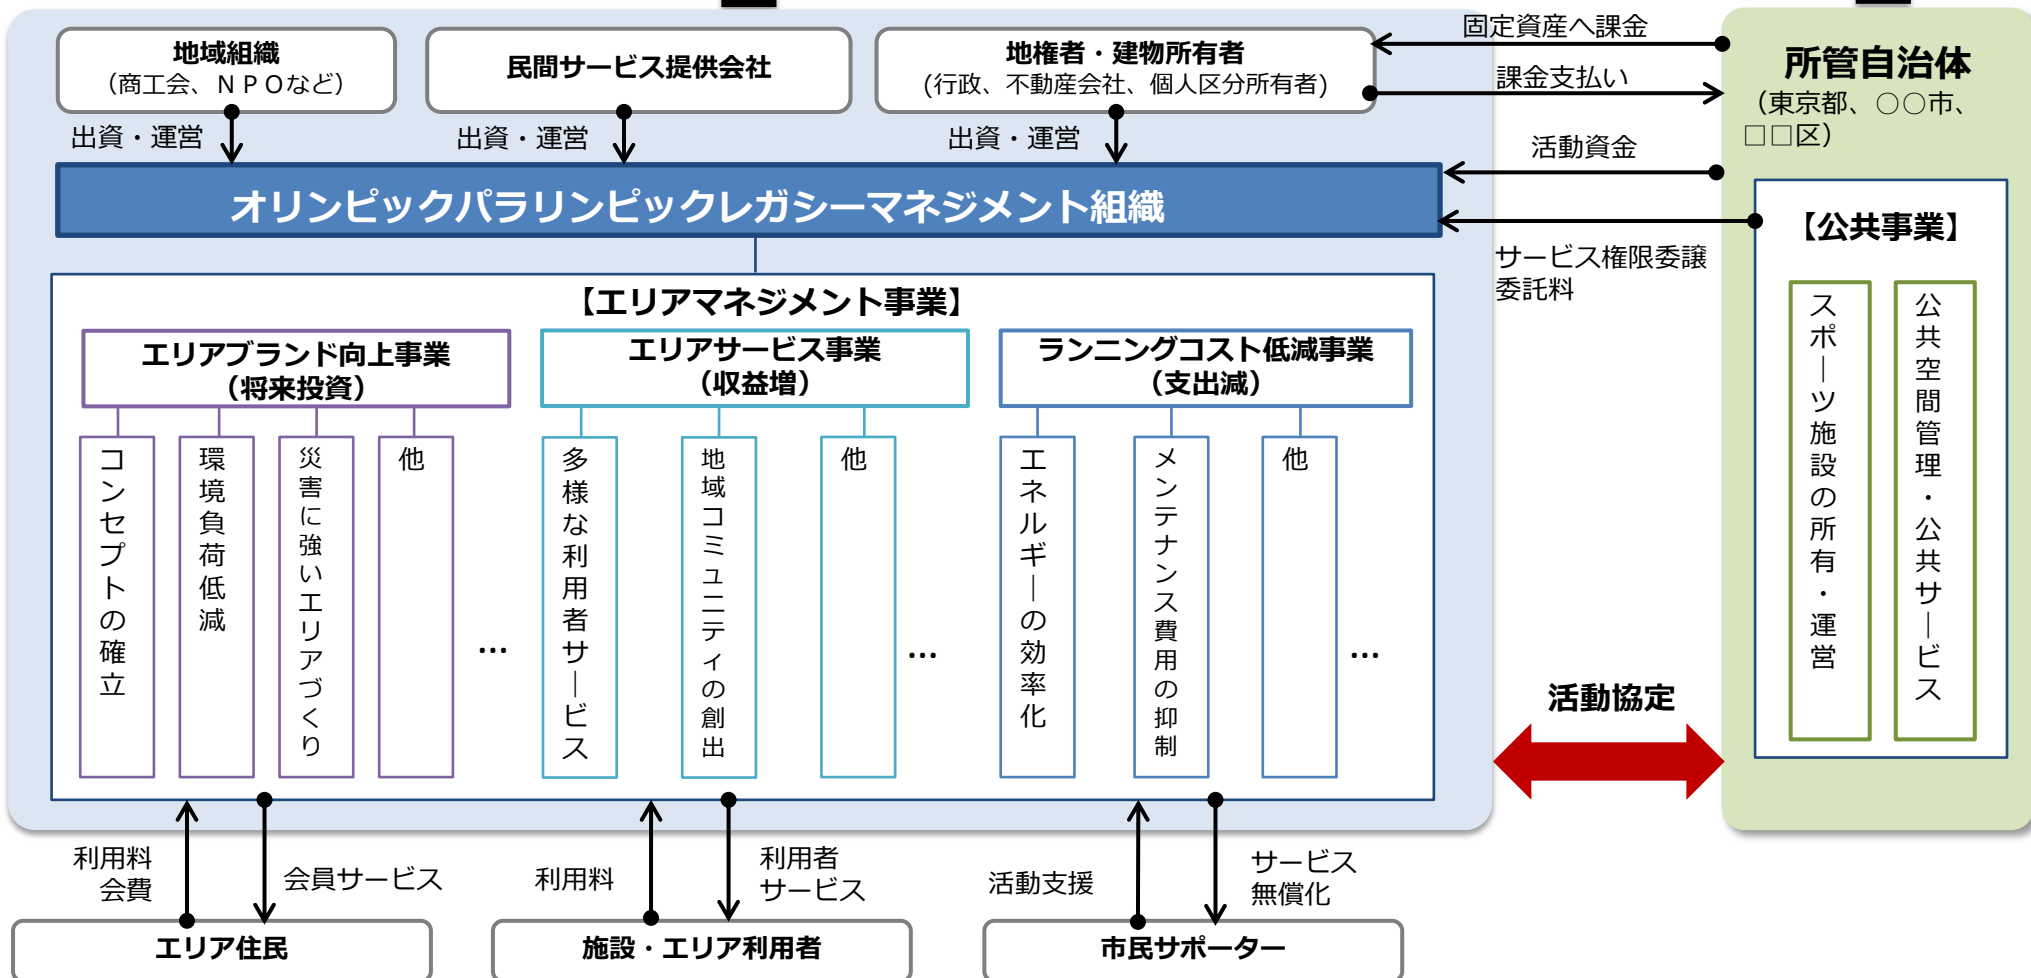 地域組織
（商工会、ＮＰＯなど）
民間サービス提供会社
地権者・建物所有者
(行政、不動産会社、個人区分所有者)
固定資産へ課金
課金支払い
所管自治体
（東京都、○○市、
□□区）
出資・運営
出資・運営
出資・運営
活動資金
オリンピックパラリンピックレガシーマネジメント組織
サービス権限委譲
委託料
【公共事業】
スポーツ施設の所有・運営
公共空間管理・公共サービス
【エリアマネジメント事業】
エリアブランド向上事業
（将来投資）
エリアサービス事業
（収益増）
ランニングコスト低減事業
（支出減）
コンセプトの確立
環境負荷低減
災害に強いエリアづくり
他
…
多様な利用者サービス
地域コミュニティの創出
他
…
エネルギーの効率化
メンテナンス費用の抑制
他
…
活動協定
利用料
会費
会員サービス
利用料
利用者
サービス
活動支援
サービス
無償化
エリア住民
施設・エリア利用者
市民サポーター